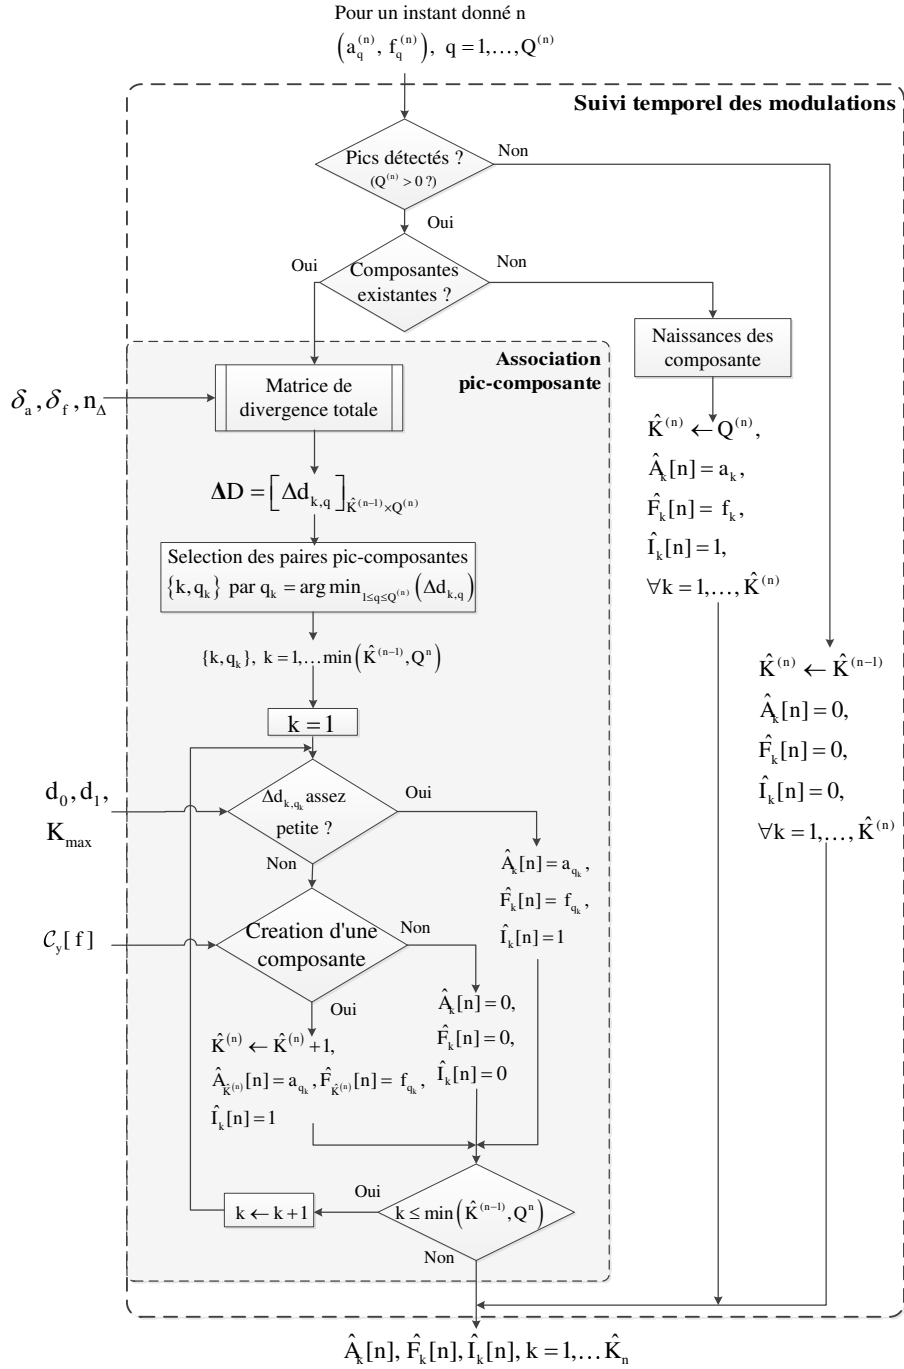 Pour un instant donné n
(a_q^(n), f_q^(n)), q = 1,…,Q^(n)
Suivi temporel des modulations
Pics détectés ?
(Q^(n) > 0 ?)
Non
Oui
Composantes
existantes ?
Oui
Non
Naissances des
composante
K̂^(n) ← Q^(n),
Â_k[n] = a_k,
F̂_k[n] = f_k,
Î_k[n] = 1,
∀k = 1,…, K̂^(n)
K̂^(n) ← K̂^(n−1)
Â_k[n] = 0,
F̂_k[n] = 0,
Î_k[n] = 0,
∀k = 1,…, K̂^(n)
Association
pic-composante
δ_a, δ_f, n_Δ
Matrice de
divergence totale
ΔD = [Δd_k,q]_K̂^(n−1)×Q^(n)
Selection des paires pic-composantes
{k, q_k} par q_k = arg min_1≤q≤Q^(n) (Δd_k,q)
{k, q_k}, k = 1,… min(K̂^(n−1), Q^n)
k = 1
d_0, d_1,
K_max
Δd_k,q_k assez
petite ?
Oui
Non
Â_k[n] = a_q_k,
F̂_k[n] = f_q_k,
Î_k[n] = 1
C_y[f]
Creation d'une
composante
Non
Oui
Â_k[n] = 0,
F̂_k[n] = 0,
Î_k[n] = 0
K̂^(n) ← K̂^(n) + 1,
Â_K̂^(n)[n] = a_q_k, F̂_K̂^(n)[n] = f_q_k,
Î_k[n] = 1
k ≤ min(K̂^(n−1), Q^n)
Oui
k ← k + 1
Non
Â_k[n], F̂_k[n], Î_k[n], k = 1,… K̂_n